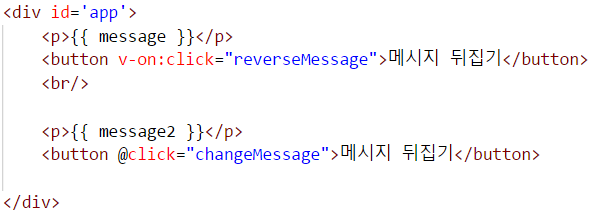 <div id='app'>
    <p>{{ message }}</p>
    <button v-on:click="reverseMessage">메시지 뒤집기</button>
    <br/>
    <p>{{ message2 }}</p>
    <button @click="changeMessage">메시지 뒤집기</button>
</div>